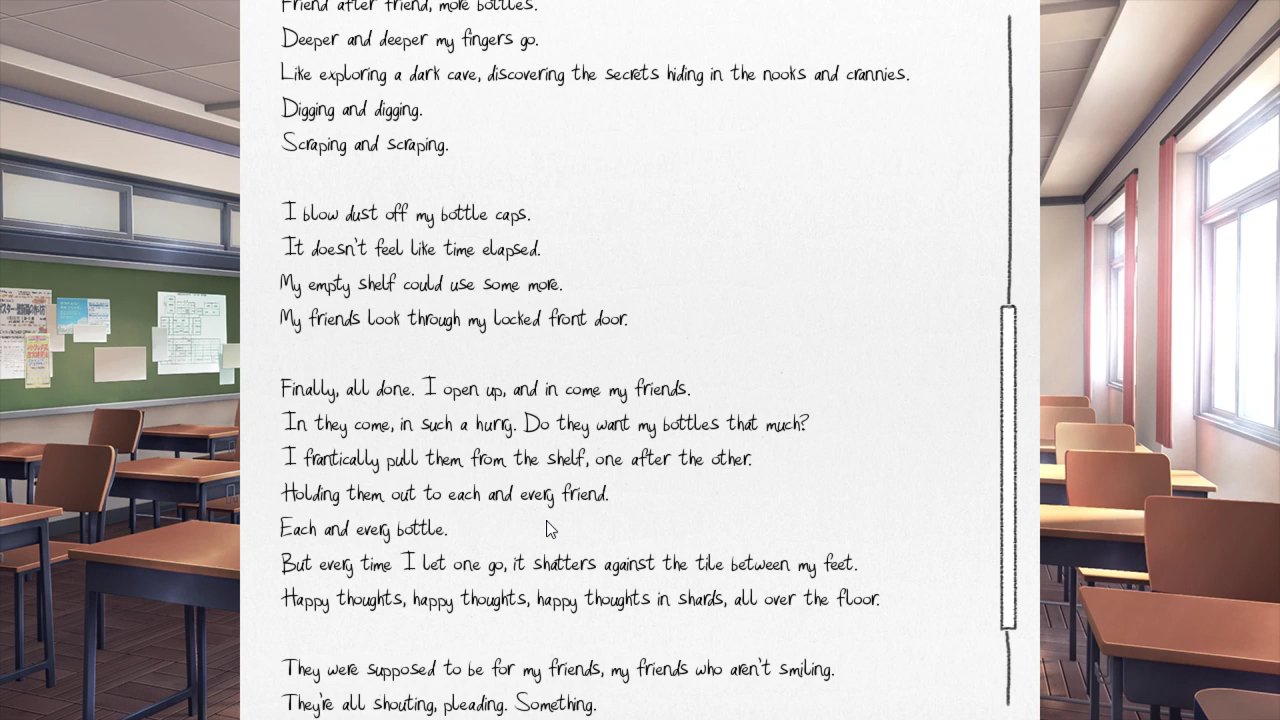 Friend after friend, more bottles.
Deeper and deeper my fingers go.
Like exploring a dark cave, discovering the secrets hiding in the nooks and crannies.
Digging and digging.
Scraping and scraping.
I blow dust off my bottle caps.
It doesn't feel like time elapsed.
My empty shelf could use some more.
My friends look through my locked front door.
Finally, all done. I open up, and in come my friends.
In they come, in such a hurry. Do they want my bottles that much?
I frantically pull them from the shelf, one after the other.
Holding them out to each and every friend.
Each and every bottle.
But every time I let one go, it shatters against the tile between my feet.
Happy thoughts, happy thoughts, happy thoughts in shards, all over the floor.
They were supposed to be for my friends, my friends who aren't smiling.
They're all shouting, pleading. Something.